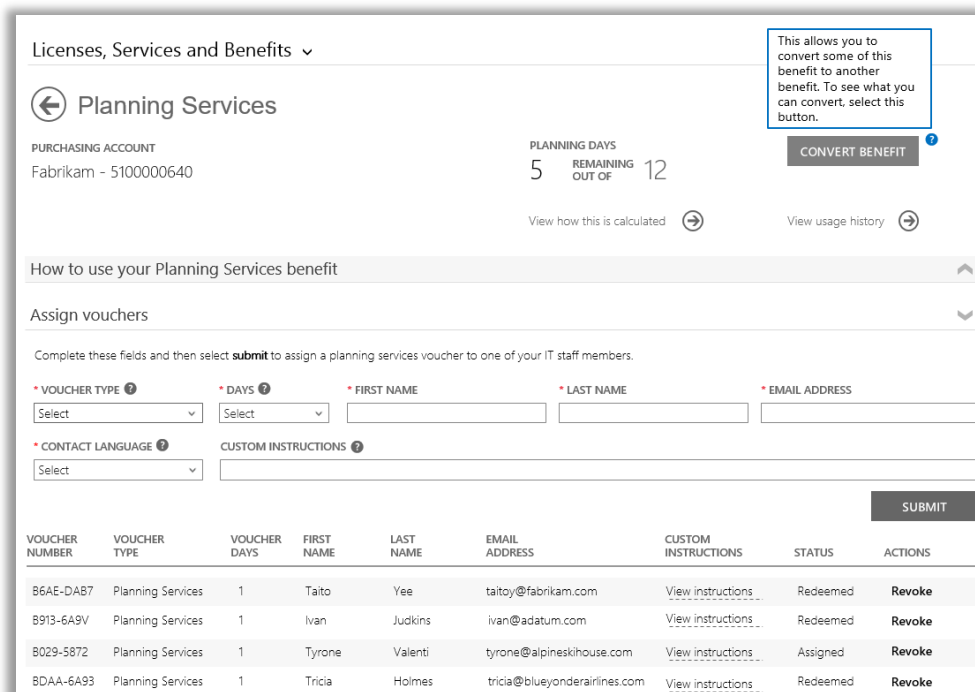 Licenses, Services and Benefits
This allows you to
convert some of this
benefit to another
benefit. To see what you
can convert, select this
button.
Planning Services
PURCHASING ACCOUNT
Fabrikam - 5100000640
PLANNING DAYS
5 REMAINING OUT OF 12
CONVERT BENEFIT ?
View how this is calculated
View usage history
How to use your Planning Services benefit
Assign vouchers
Complete these fields and then select submit to assign a planning services voucher to one of your IT staff members.
* VOUCHER TYPE ? * DAYS ? * FIRST NAME * LAST NAME * EMAIL ADDRESS
Select Select
* CONTACT LANGUAGE ? CUSTOM INSTRUCTIONS ?
Select
SUBMIT
VOUCHER NUMBER VOUCHER TYPE VOUCHER DAYS FIRST NAME LAST NAME EMAIL ADDRESS CUSTOM INSTRUCTIONS STATUS ACTIONS
B6AE-DAB7 Planning Services 1 Taito Yee taitoy@fabrikam.com View instructions Redeemed Revoke
B913-6A9V Planning Services 1 Ivan Judkins ivan@adatum.com View instructions Redeemed Revoke
B029-5872 Planning Services 1 Tyrone Valenti tyrone@alpineskihouse.com View instructions Assigned Revoke
BDAA-6A93 Planning Services 1 Tricia Holmes tricia@blueyonderairlines.com View instructions Redeemed Revoke